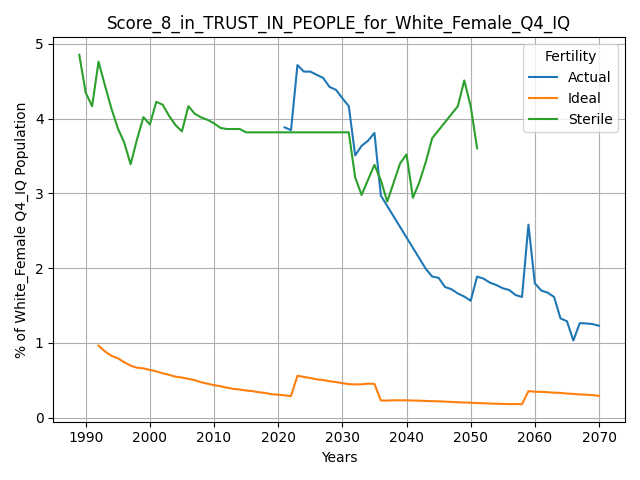 Score_8_in_TRUST_IN_PEOPLE_for_White_Female_Q4_IQ
% of White_Female Q4_IQ Population
5
4
3
2
1
0
Fertility
Actual
Ideal
Sterile
1990 2000 2010 2020 2030 2040 2050 2060 2070
Years